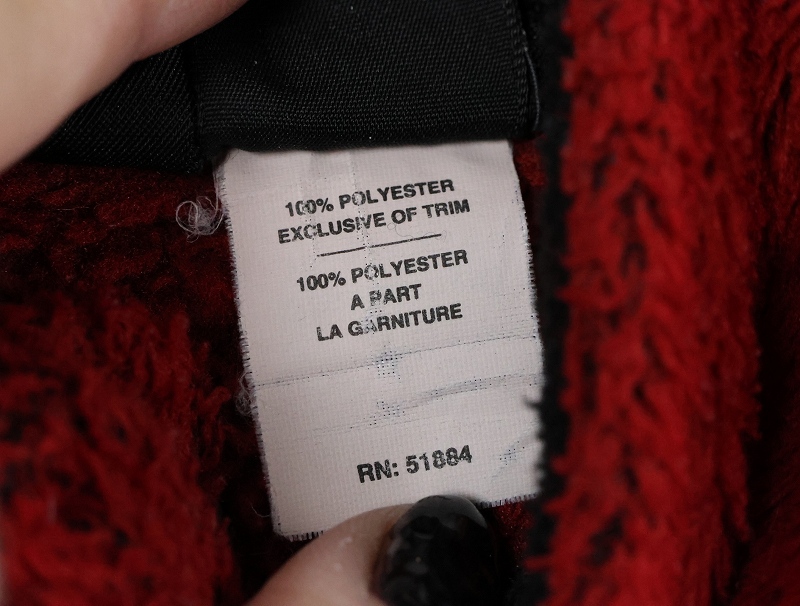 100% POLYESTER
EXCLUSIVE OF TRIM
100% POLYESTER
A PART
LA GARNITURE
RN: 51884